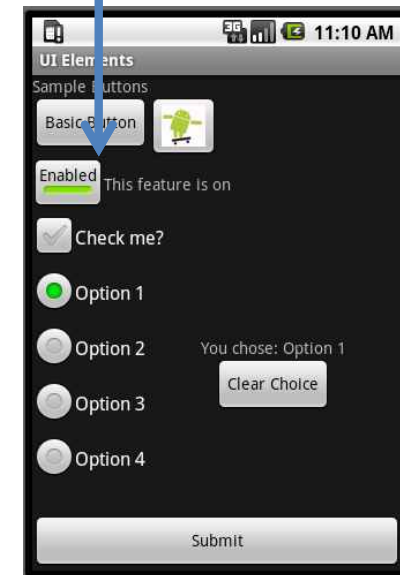 3G 11:10 AM
UI Elements
Sample Buttons
Basic Button
Enabled This feature is on
Check me?
Option 1
Option 2 You chose: Option 1
Clear Choice
Option 3
Option 4
Submit